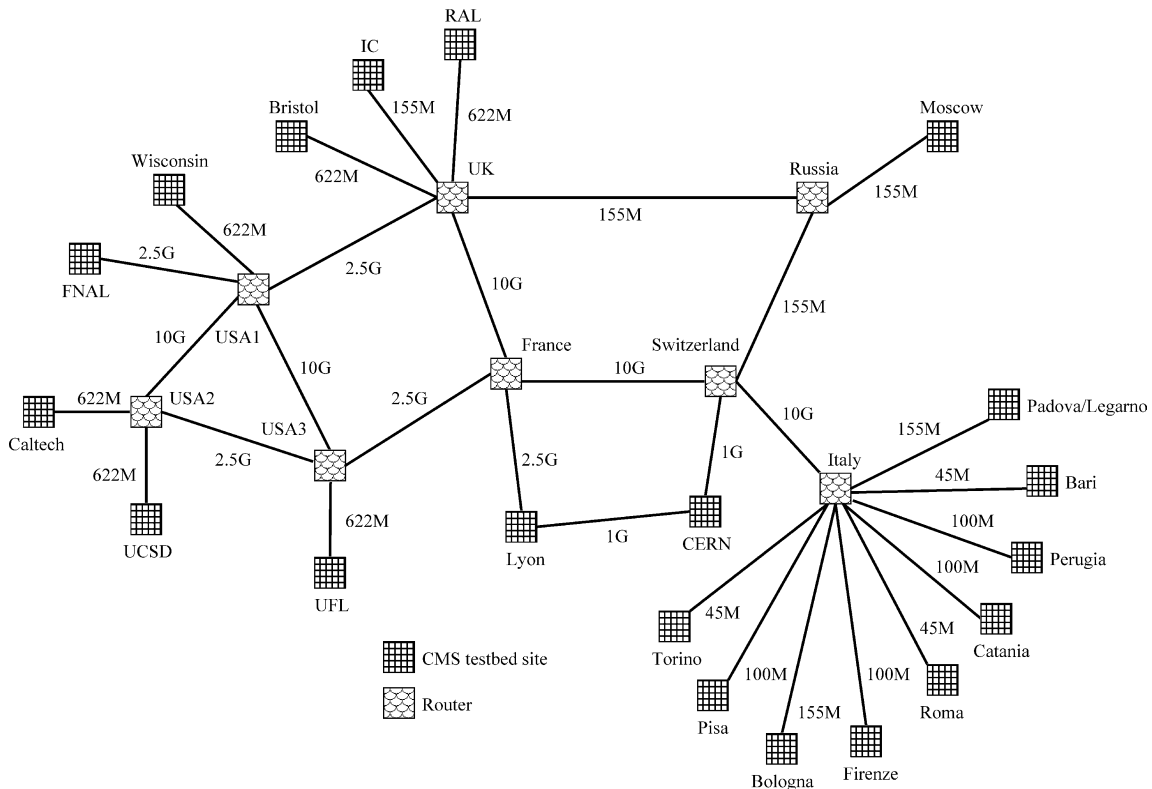 RAL
IC
155M
622M
Bristol
622M
UK
Moscow
Russia
155M
155M
Wisconsin
622M
2.5G
FNAL
2.5G
10G
155M
10G
USA1
10G
France
Switzerland
10G
622M
USA2
Caltech
USA3
2.5G
2.5G
10G
Padova/Legarno
155M
622M
UCSD
622M
UFL
2.5G
1G
Italy
45M
Bari
Lyon
1G
CERN
100M
Perugia
100M
Catania
45M
Torino
45M
Roma
100M
Pisa
100M
Firenze
155M
Bologna
CMS testbed site
Router